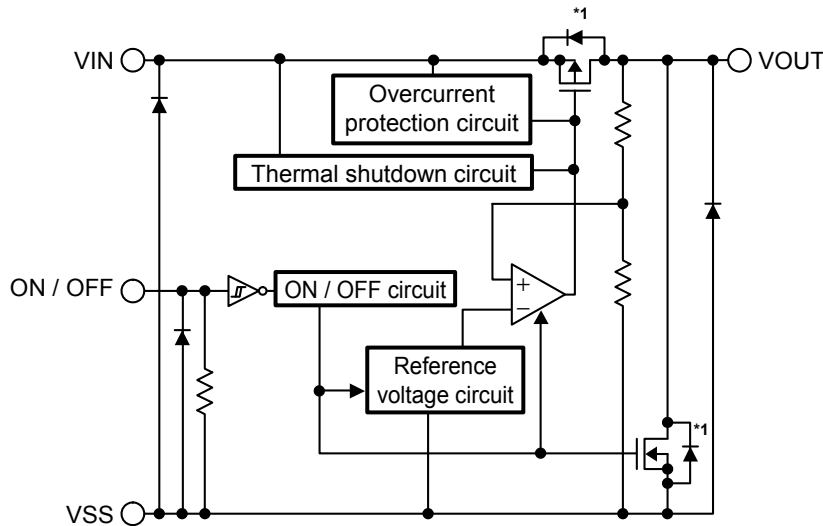 *1
VIN
VOUT
Overcurrent
protection circuit
Thermal shutdown circuit
ON / OFF
ON / OFF circuit
+
−
Reference
voltage circuit
*1
VSS